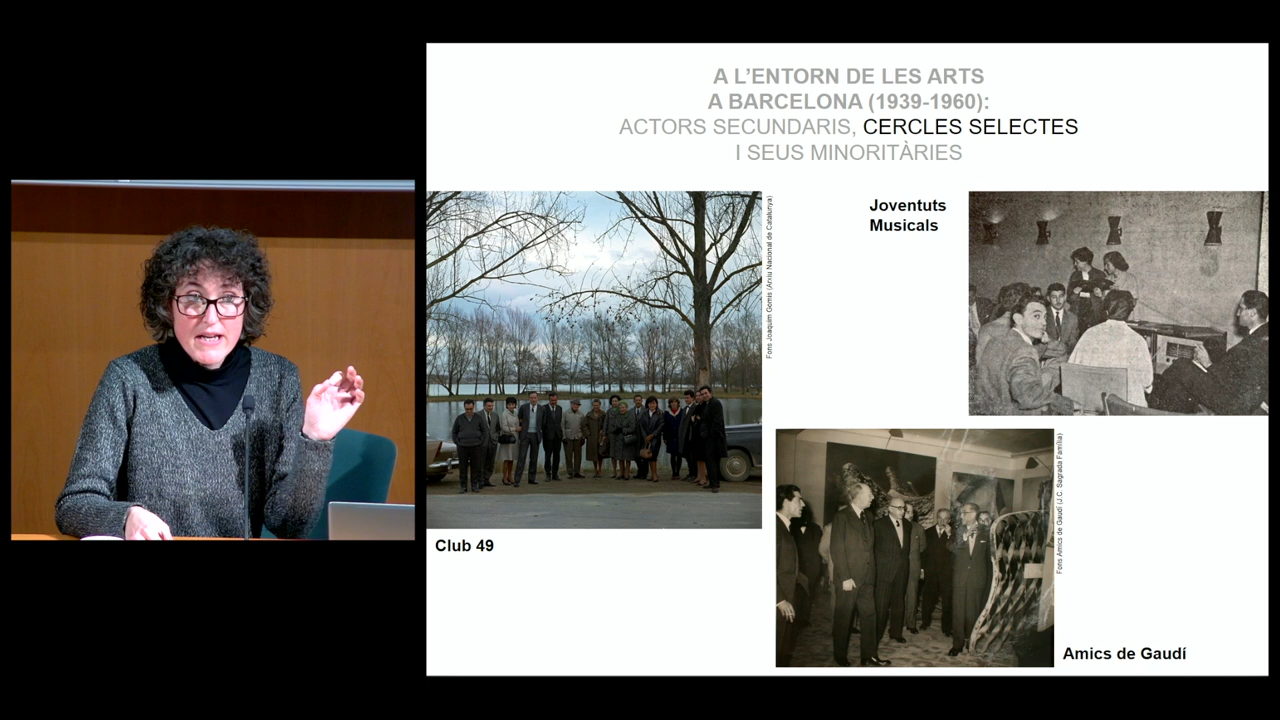 A L'ENTORN DE LES ARTS
A BARCELONA (1939-1960):
ACTORS SECUNDARIS, CERCLES SELECTES
I SEUS MINORITÀRIES
Fons Joaquim Gomis (Arxiu Nacional de Catalunya)
Joventuts
Musicals
Club 49
Fons Amics de Gaudí (J.C. Sagrada Família)
Amics de Gaudí